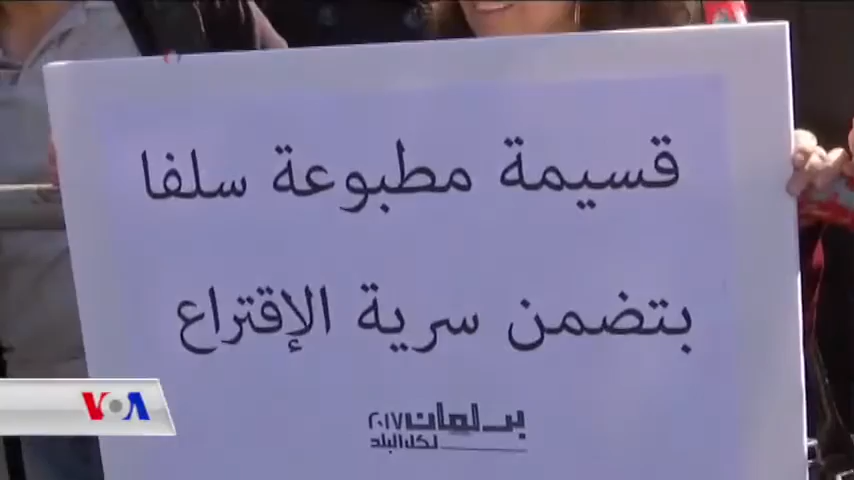 قسيمة مطبوعة سلفا
بتضمن سرية الإقتراع
برلمان ٢٠١٧
لكل البلد
VOA